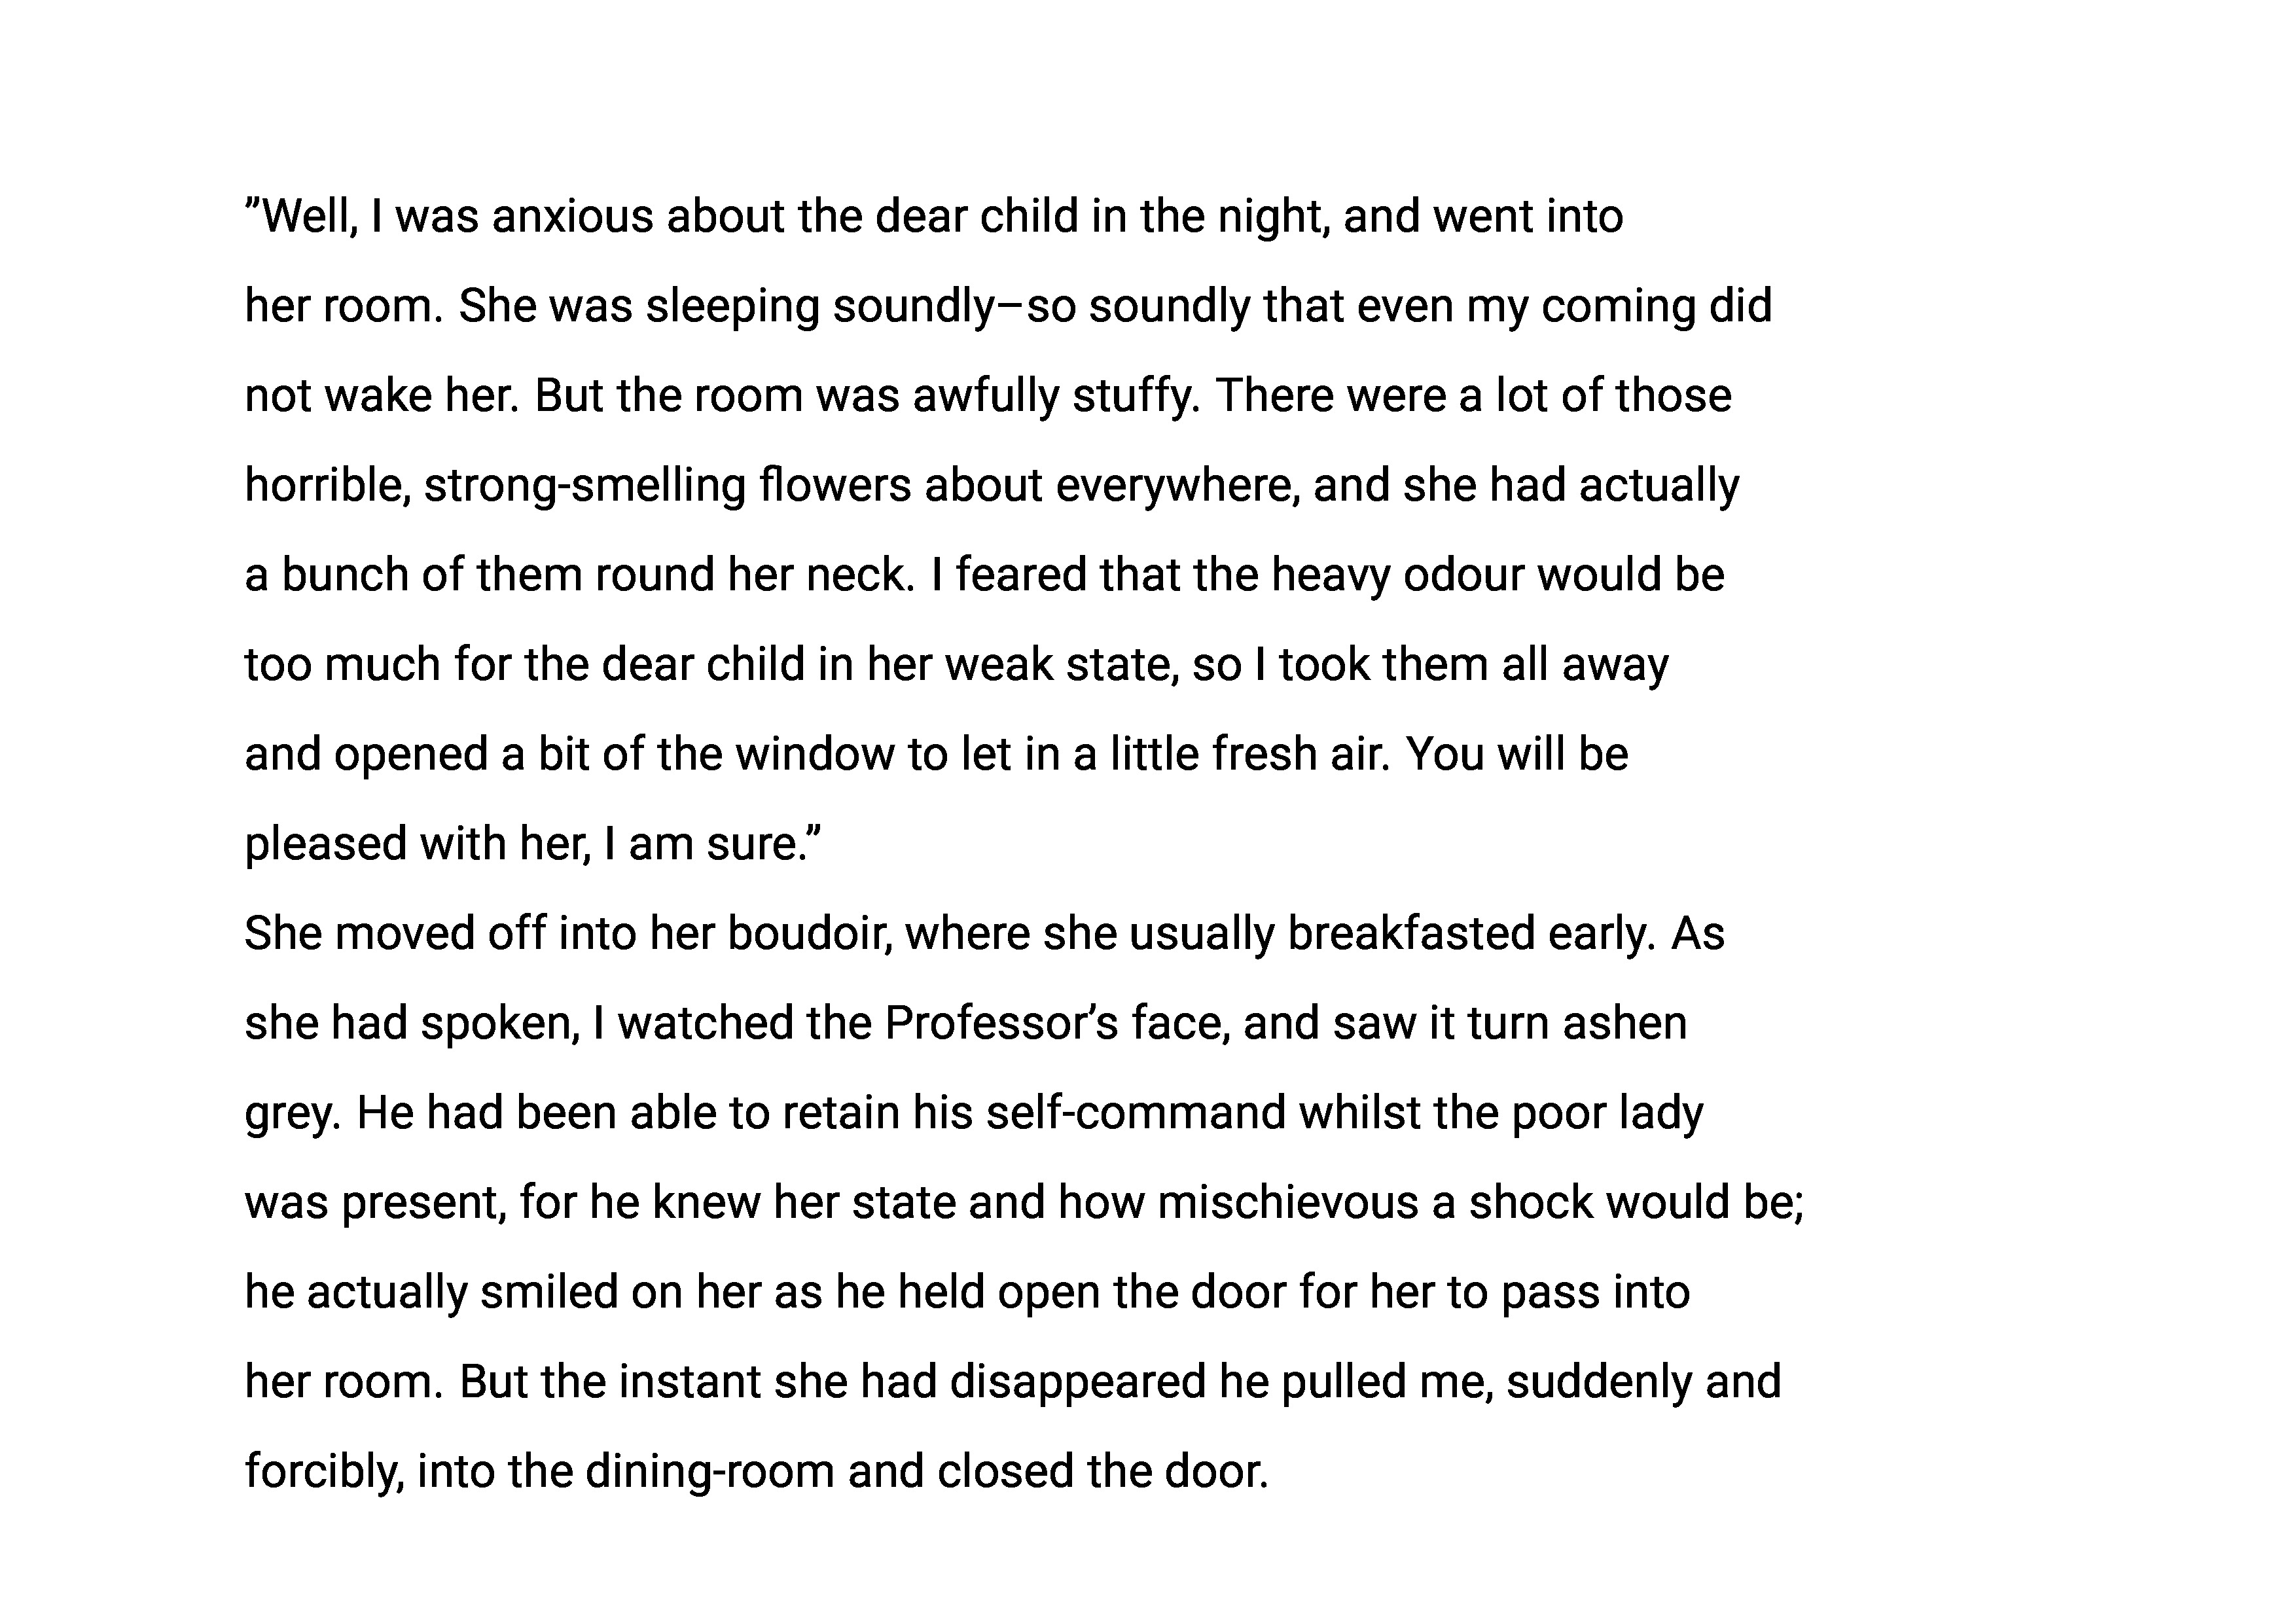 ”Well, I was anxious about the dear child in the night, and went into
her room. She was sleeping soundly–so soundly that even my coming did
not wake her. But the room was awfully stuffy. There were a lot of those
horrible, strong-smelling flowers about everywhere, and she had actually
a bunch of them round her neck. I feared that the heavy odour would be
too much for the dear child in her weak state, so I took them all away
and opened a bit of the window to let in a little fresh air. You will be
pleased with her, I am sure.”
She moved off into her boudoir, where she usually breakfasted early. As
she had spoken, I watched the Professor’s face, and saw it turn ashen
grey. He had been able to retain his self-command whilst the poor lady
was present, for he knew her state and how mischievous a shock would be;
he actually smiled on her as he held open the door for her to pass into
her room. But the instant she had disappeared he pulled me, suddenly and
forcibly, into the dining-room and closed the door.